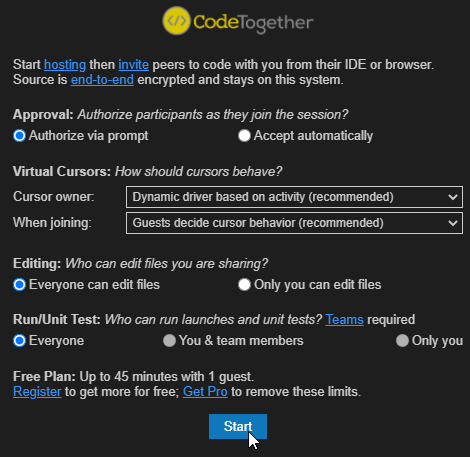 CodeTogether
Start hosting then invite peers to code with you from their IDE or browser.
Source is end-to-end encrypted and stays on this system.
Approval: Authorize participants as they join the session?
Authorize via prompt Accept automatically
Virtual Cursors: How should cursors behave?
Cursor owner: Dynamic driver based on activity (recommended)
When joining: Guests decide cursor behavior (recommended)
Editing: Who can edit files you are sharing?
Everyone can edit files Only you can edit files
Run/Unit Test: Who can run launches and unit tests? Teams required
Everyone You & team members Only you
Free Plan: Up to 45 minutes with 1 guest.
Register to get more for free; Get Pro to remove these limits.
Start